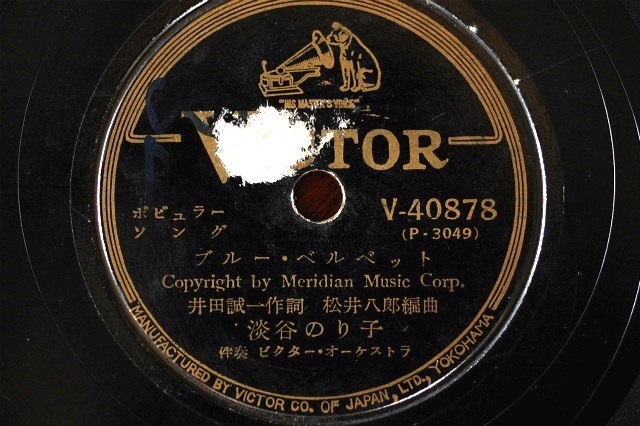 "HIS MASTER'S VOICE"
V TOR
ポピュラー
ソング
V-40878
(P-3049)
ブルー・ベルベット
Copyright by Meridian Music Corp.
井田誠一作詞 松井八郎編曲
淡谷のり子
伴奏 ビクター・オーケストラ
MANUFACTURED BY VICTOR CO. OF JAPAN, LTD., YOKOHAMA